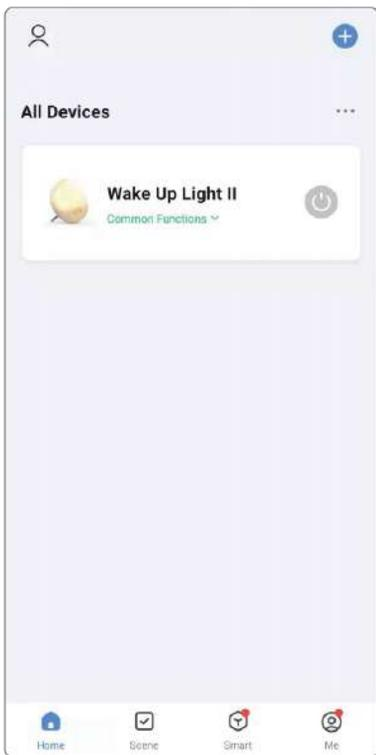 All Devices
Wake Up Light II
Common Functions
Home
Scene
Smart
Me